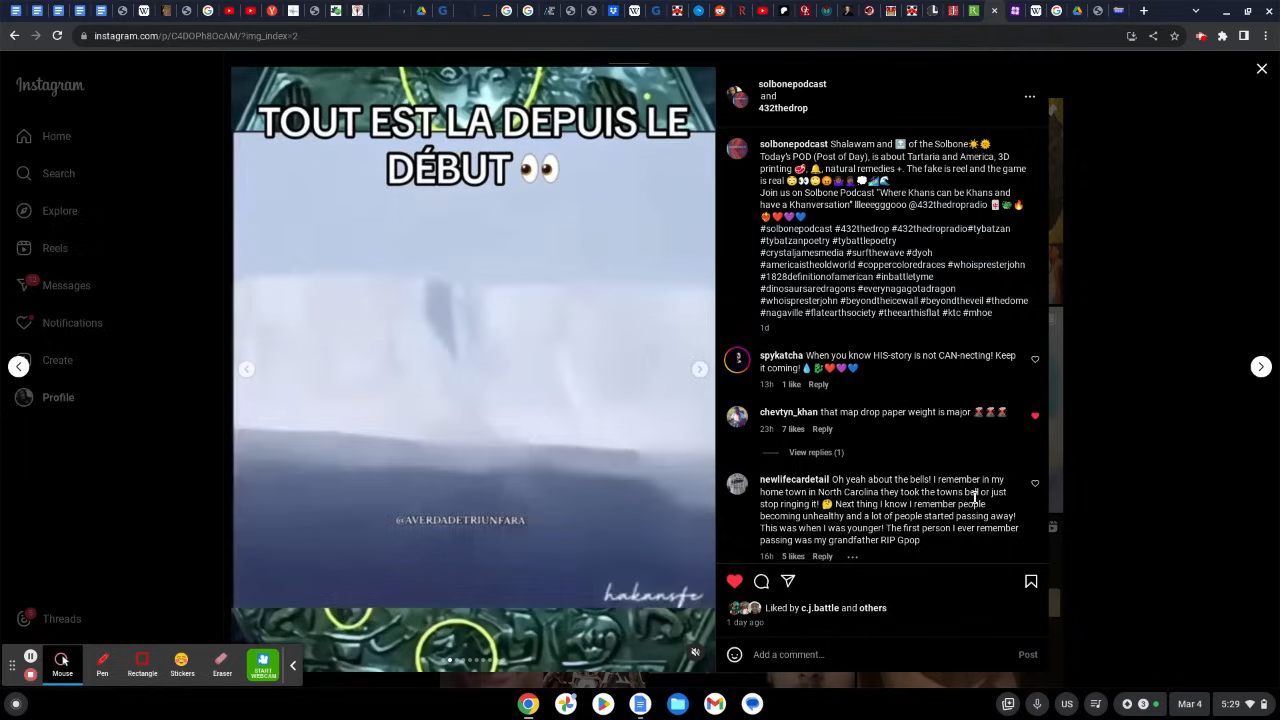 instagram.com/p/C4DOPh8OcAM/?img_index=2
Instagram
Home
Search
Explore
Reels
Messages
Notifications
Create
Profile
Threads
TOUT EST LA DEPUIS LE
DÉBUT 👀
@AVERDADETRIUNFARA
hakansfe
solbonepodcast
and
432thedrop
solbonepodcast Shalawam and 🔝 of the Solbone☀️🌞
Today's POD (Post of Day), is about Tartaria and America, 3D
printing 🥩, 🔔, natural remedies +. The fake is reel and the game
is real
Join us on Solbone Podcast "Where Khans can be Khans and
have a Khanversation" llleeegggooo @432thedropradio
❤️💜💙
#solbonepodcast #432thedrop #432thedropradio#tybatzan
#tybatzanpoetry #tybattlepoetry
#crystaljamesmedia #surfthewave #dyoh
#americaistheoldworld #coppercoloredraces #whoispresterjohn
#1828definitionofamerican #inbattletyme
#dinosaursaredragons #everynagagotadragon
#whoispresterjohn #beyondtheicewall #beyondtheveil #thedome
#nagaville #flatearthsociety #theearthisflat #ktc #mhoe
1d
spykatcha When you know HIS-story is not CAN-necting! Keep
it coming!💧🐉❤️💜💙
13h 1 like Reply
chevtyn_khan that map drop paper weight is major
23h 7 likes Reply
View replies (1)
newlifecardetail Oh yeah about the bells! I remember in my
home town in North Carolina they took the towns bell or just
stop ringing it! 🤔 Next thing I know I remember people
becoming unhealthy and a lot of people started passing away!
This was when I was younger! The first person I ever remember
passing was my grandfather RIP Gpop
16h 5 likes Reply
Liked by c.j.battle and others
1 day ago
Add a comment...
Post
Mouse
Pen
Rectangle
Stickers
Eraser
START
WEBCAM
US
Mar 4
5:29